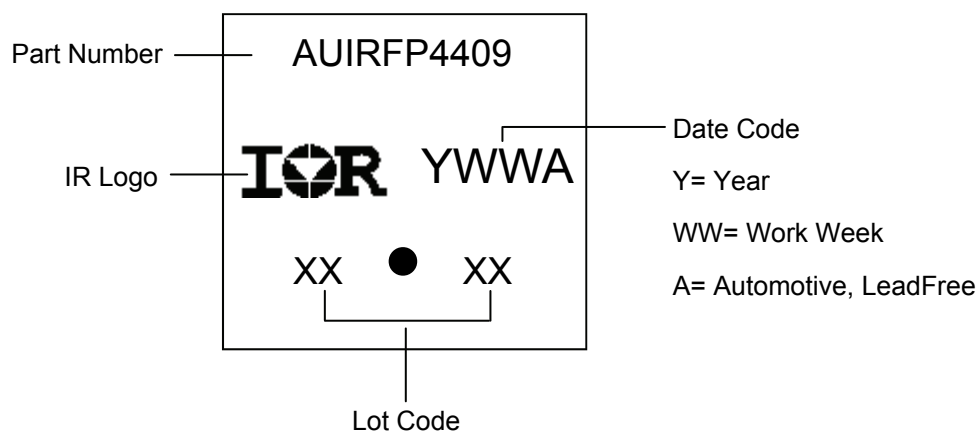 Part Number
AUIRFP4409
IR Logo
IOR
YWWA
Date Code
Y= Year
WW= Work Week
A= Automotive, LeadFree
XX XX
Lot Code